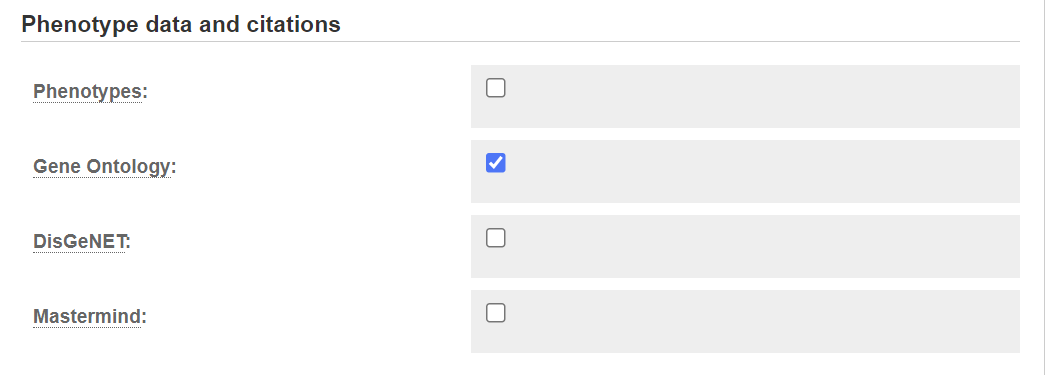 Phenotype data and citations
Phenotypes:
Gene Ontology:
DisGeNET:
Mastermind: